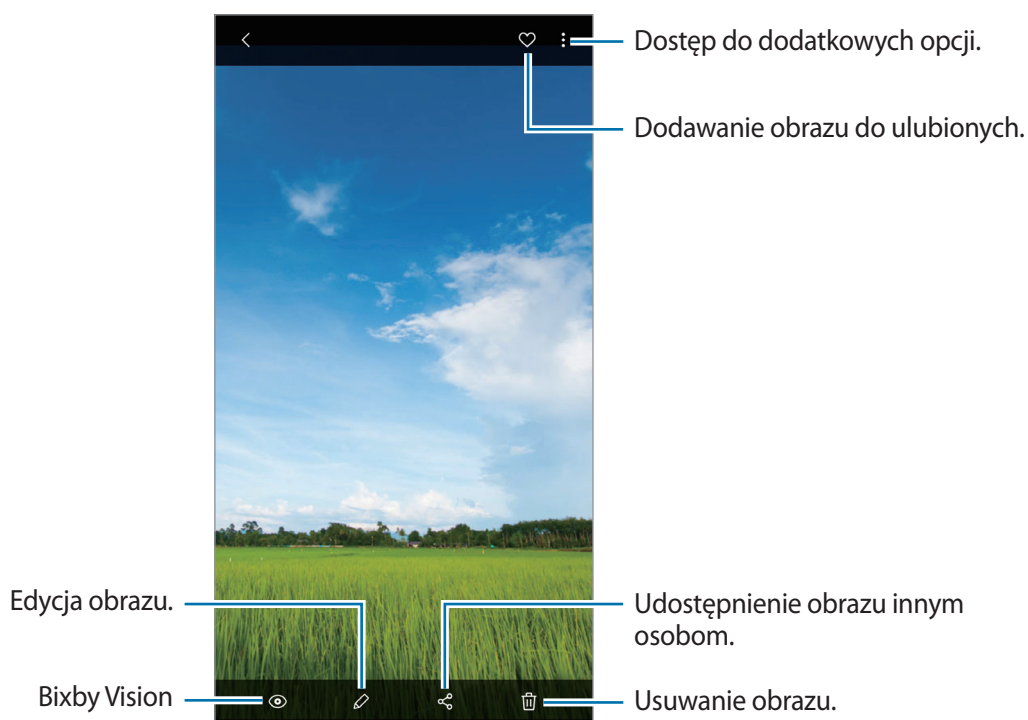 Dostęp do dodatkowych opcji.
Dodawanie obrazu do ulubionych.
Edycja obrazu.
Udostępnienie obrazu innym
osobom.
Bixby Vision
Usuwanie obrazu.